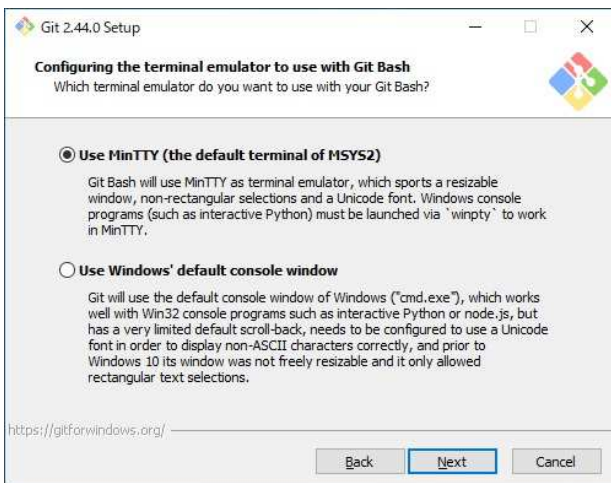 Git 2.44.0 Setup
Configuring the terminal emulator to use with Git Bash
Which terminal emulator do you want to use with your Git Bash?
Use MinTTY (the default terminal of MSYS2)
Git Bash will use MinTTY as terminal emulator, which sports a resizable
window, non-rectangular selections and a Unicode font. Windows console
programs (such as interactive Python) must be launched via `winpty` to work
in MinTTY.
Use Windows' default console window
Git will use the default console window of Windows ("cmd.exe"), which works
well with Win32 console programs such as interactive Python or node.js, but
has a very limited default scroll-back, needs to be configured to use a Unicode
font in order to display non-ASCII characters correctly, and prior to
Windows 10 its window was not freely resizable and it only allowed
rectangular text selections.
https://gitforwindows.org/
Back Next Cancel